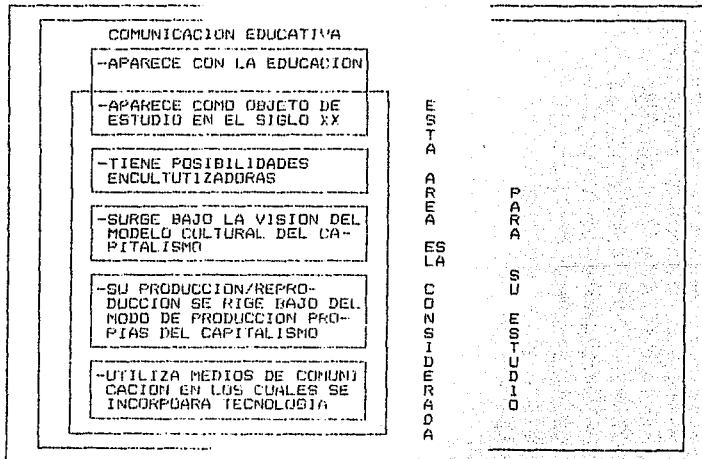 COMUNICACION EDUCATIVA
-APARECE CON LA EDUCACION
-APARECE COMO OBJETO DE
ESTUDIO EN EL SIGLO XX
-TIENE POSIBILIDADES
ENCULTUTIZADORAS
-SURGE BAJO LA VISION DEL
MODELO CULTURAL DEL CA-
PITALISMO
-SU PRODUCCION/REPRO-
DUCCION SE RIGE BAJO DEL
MODO DE PRODUCCION PRO-
PIAS DEL CAPITALISMO
-UTILIZA MEDIOS DE COMUNI
CACION EN LOS CUALES SE
INCORPOARA TECNOLOGIA
ESTA AREA ES LA CONSIDERADA
PARA SU ESTUDIO